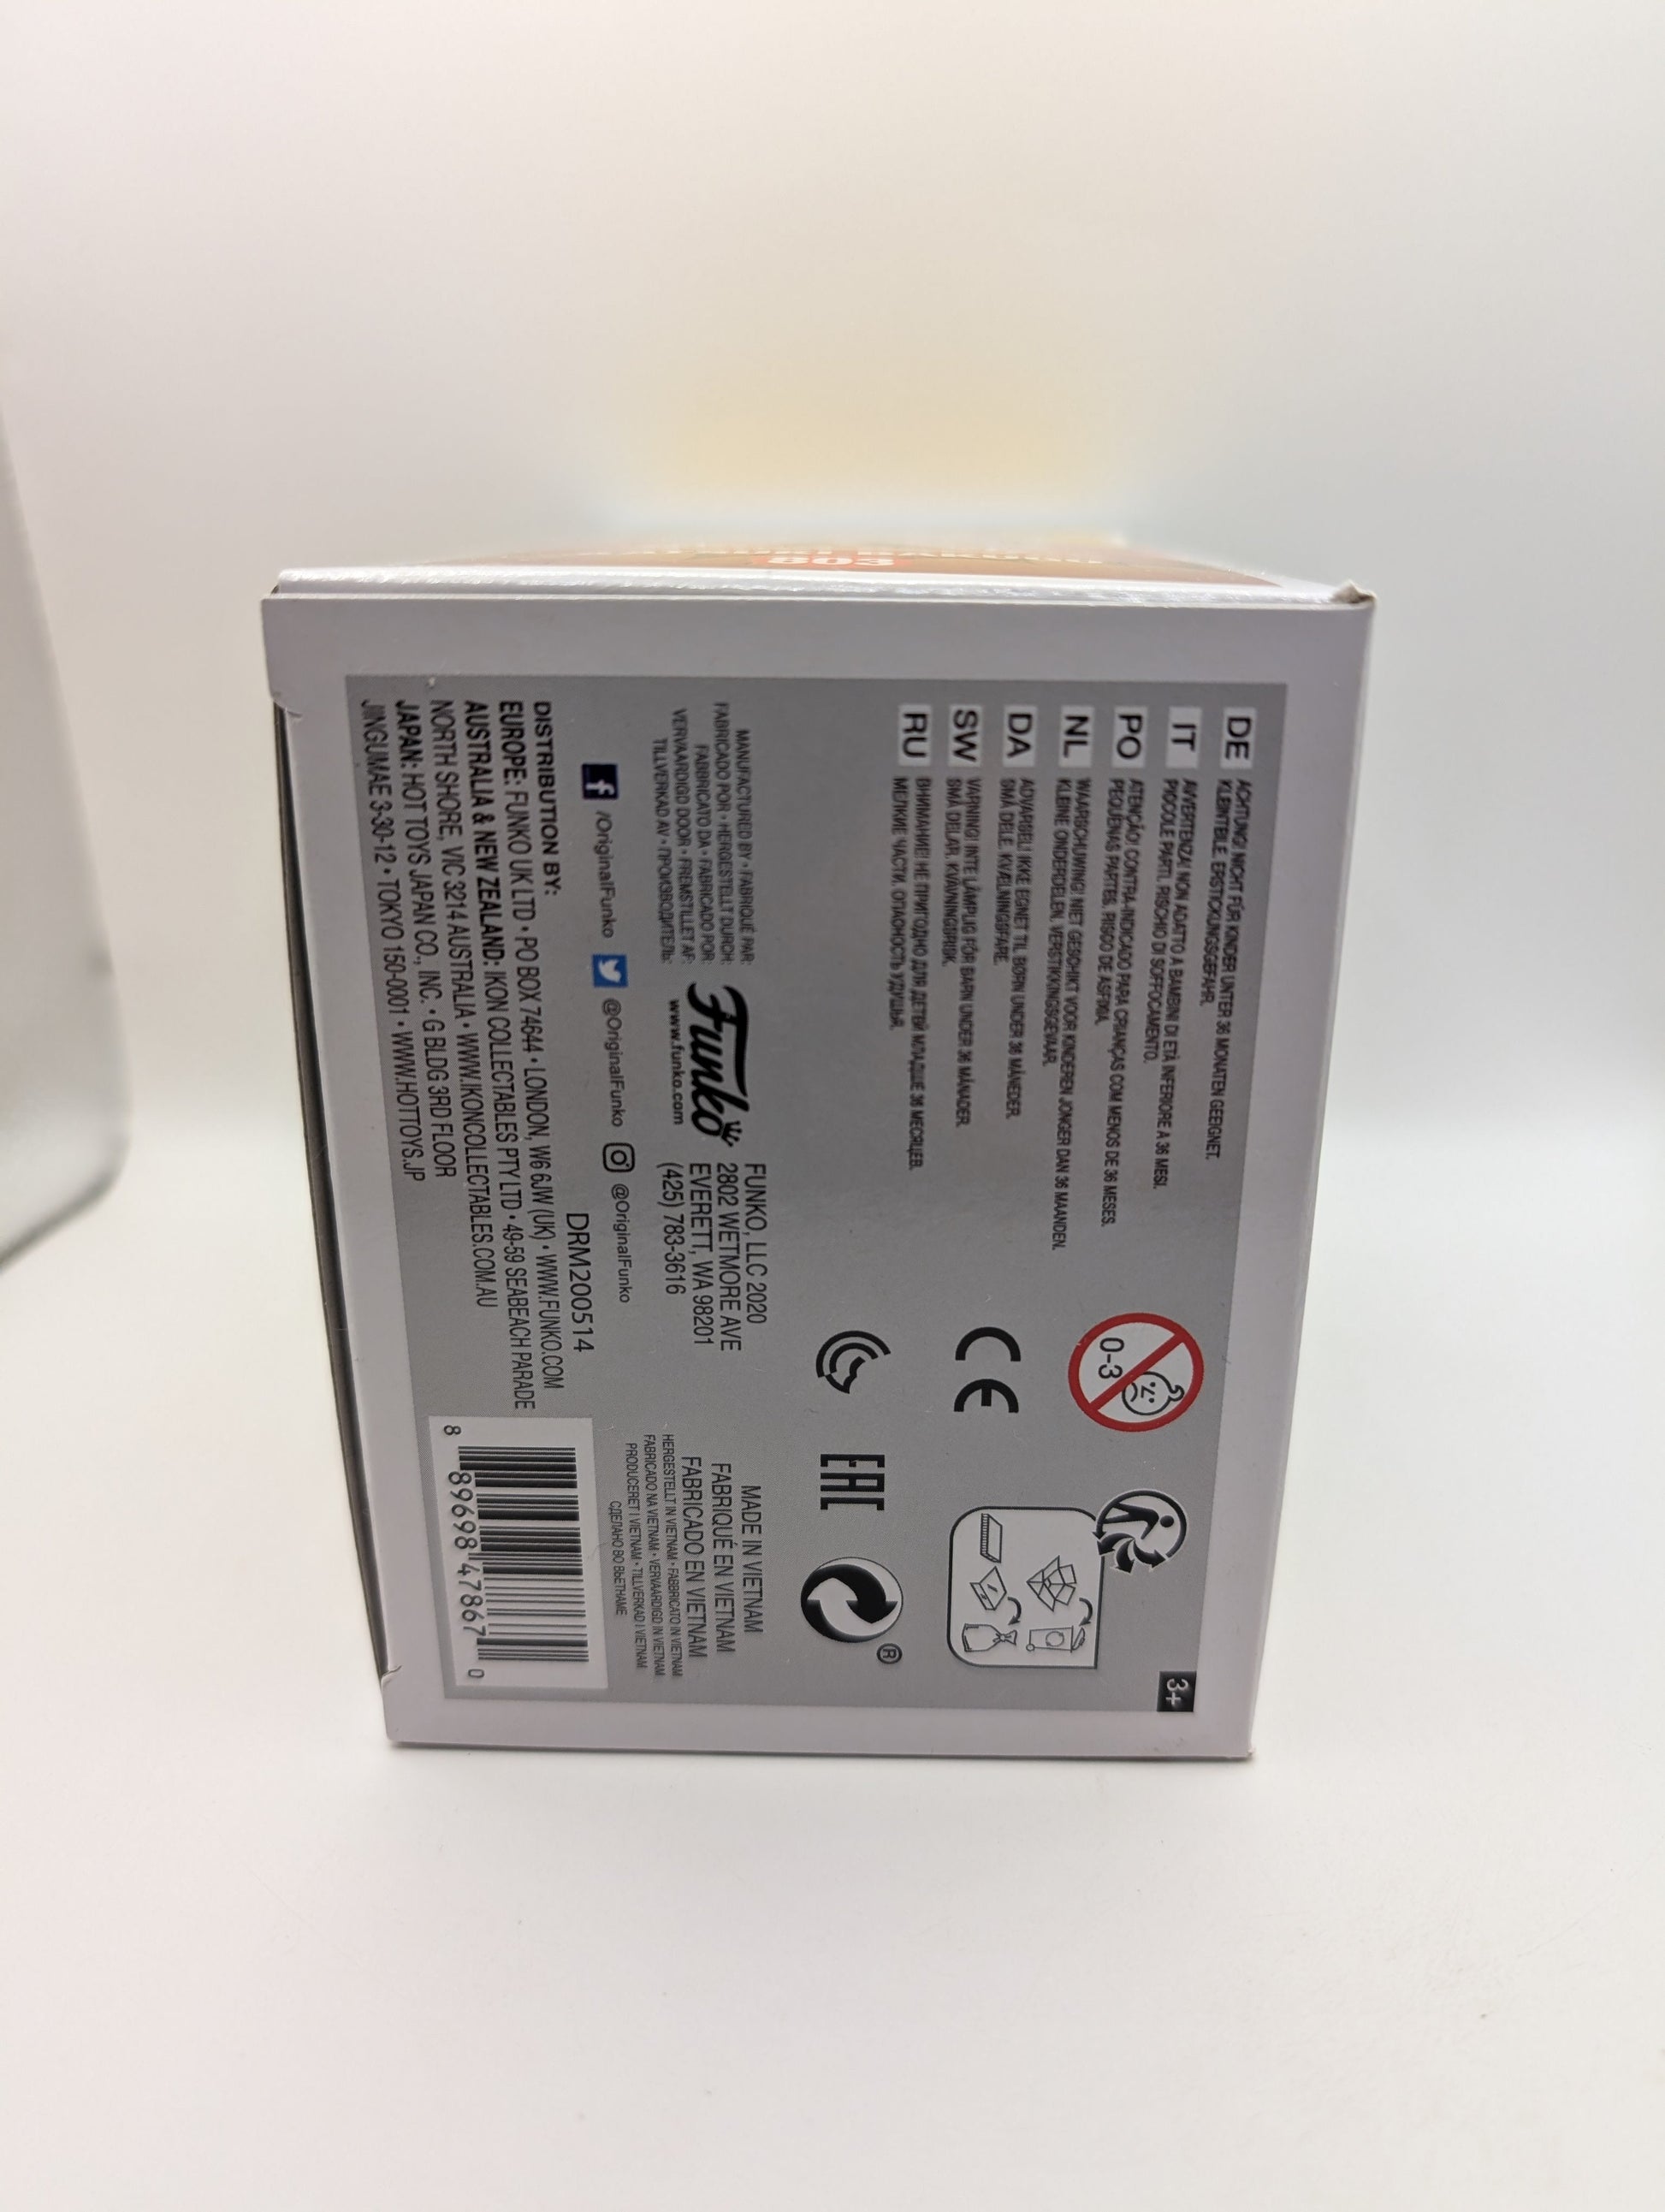 803
DE ACHTUNG! NICHT FÜR KINDER UNTER 36 MONATEN GEEIGNET.
KLEINTEILE. ERSTICKUNGSGEFAHR.
IT AVVERTENZA! NON ADATTO A BAMBINI DI ETÀ INFERIORE A 36 MESI.
PICCOLE PARTI. RISCHIO DI SOFFOCAMENTO.
PO ATENÇÃO! CONTRA-INDICADO PARA CRIANÇAS COM MENOS DE 36 MESES.
PEQUENAS PARTES. RISCO DE ASFIXIA.
NL WAARSCHUWING! NIET GESCHIKT VOOR KINDEREN JONGER DAN 36 MAANDEN.
KLEINE ONDERDELEN. VERSTIKKINGSGEVAAR.
DA ADVARSEL! IKKE EGNET TIL BØRN UNDER 36 MÅNEDER.
SMÅ DELE. KVÆLNINGSFARE.
SW VARNING! INTE LÄMPLIG FÖR BARN UNDER 36 MÅNADER.
SMÅ DELAR. KVÄVNINGSRISK.
RU ВНИМАНИЕ! НЕ ПРИГОДНО ДЛЯ ДЕТЕЙ МЛАДШЕ 36 МЕСЯЦЕВ.
МЕЛКИЕ ЧАСТИ. ОПАСНОСТЬ УДУШЬЯ.
3+
0-3
CE
EAC
®
MANUFACTURED BY • FABRIQUÉ PAR:
FABRICADO POR • HERGESTELLT DURCH:
FABBRICATO DA • FABRICADO POR:
VERVAARDIGD DOOR • FREMSTILLET AF:
TILLVERKAD AV • ПРОИЗВОДИТЕЛЬ:
Funko
www.funko.com
FUNKO, LLC 2020
2802 WETMORE AVE
EVERETT, WA 98201
(425) 783-3616
MADE IN VIETNAM
FABRIQUÉ EN VIETNAM
FABRICADO EN VIETNAM
HERGESTELLT IN VIETNAM • FABBRICATO IN VIETNAM
FABRICADO NA VIETNAM • VERVAARDIGD IN VIETNAM
PRODUCERET I VIETNAM • TILLVERKAD I VIETNAM
СДЕЛАНО ВО ВЬЕТНАМЕ
/OriginalFunko @OriginalFunko @OriginalFunko
DRM200514
DISTRIBUTION BY:
EUROPE: FUNKO UK LTD • PO BOX 74644 • LONDON, W6 6JW (UK) • WWW.FUNKO.COM
AUSTRALIA & NEW ZEALAND: IKON COLLECTABLES PTY LTD • 49-59 SEABEACH PARADE
NORTH SHORE, VIC 3214 AUSTRALIA • WWW.IKONCOLLECTABLES.COM.AU
JAPAN: HOT TOYS JAPAN CO., INC. • G BLDG 3RD FLOOR
JINGUMAE 3-30-12 • TOKYO 150-0001 • WWW.HOTTOYS.JP
8 89698 47867 0